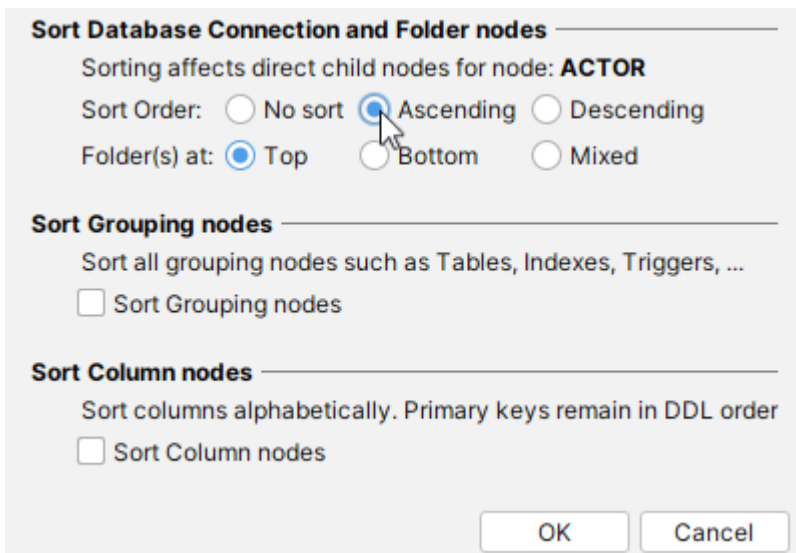 Sort Database Connection and Folder nodes
Sorting affects direct child nodes for node: ACTOR
Sort Order: No sort Ascending Descending
Folder(s) at: Top Bottom Mixed
Sort Grouping nodes
Sort all grouping nodes such as Tables, Indexes, Triggers, ...
Sort Grouping nodes
Sort Column nodes
Sort columns alphabetically. Primary keys remain in DDL order
Sort Column nodes
OK Cancel